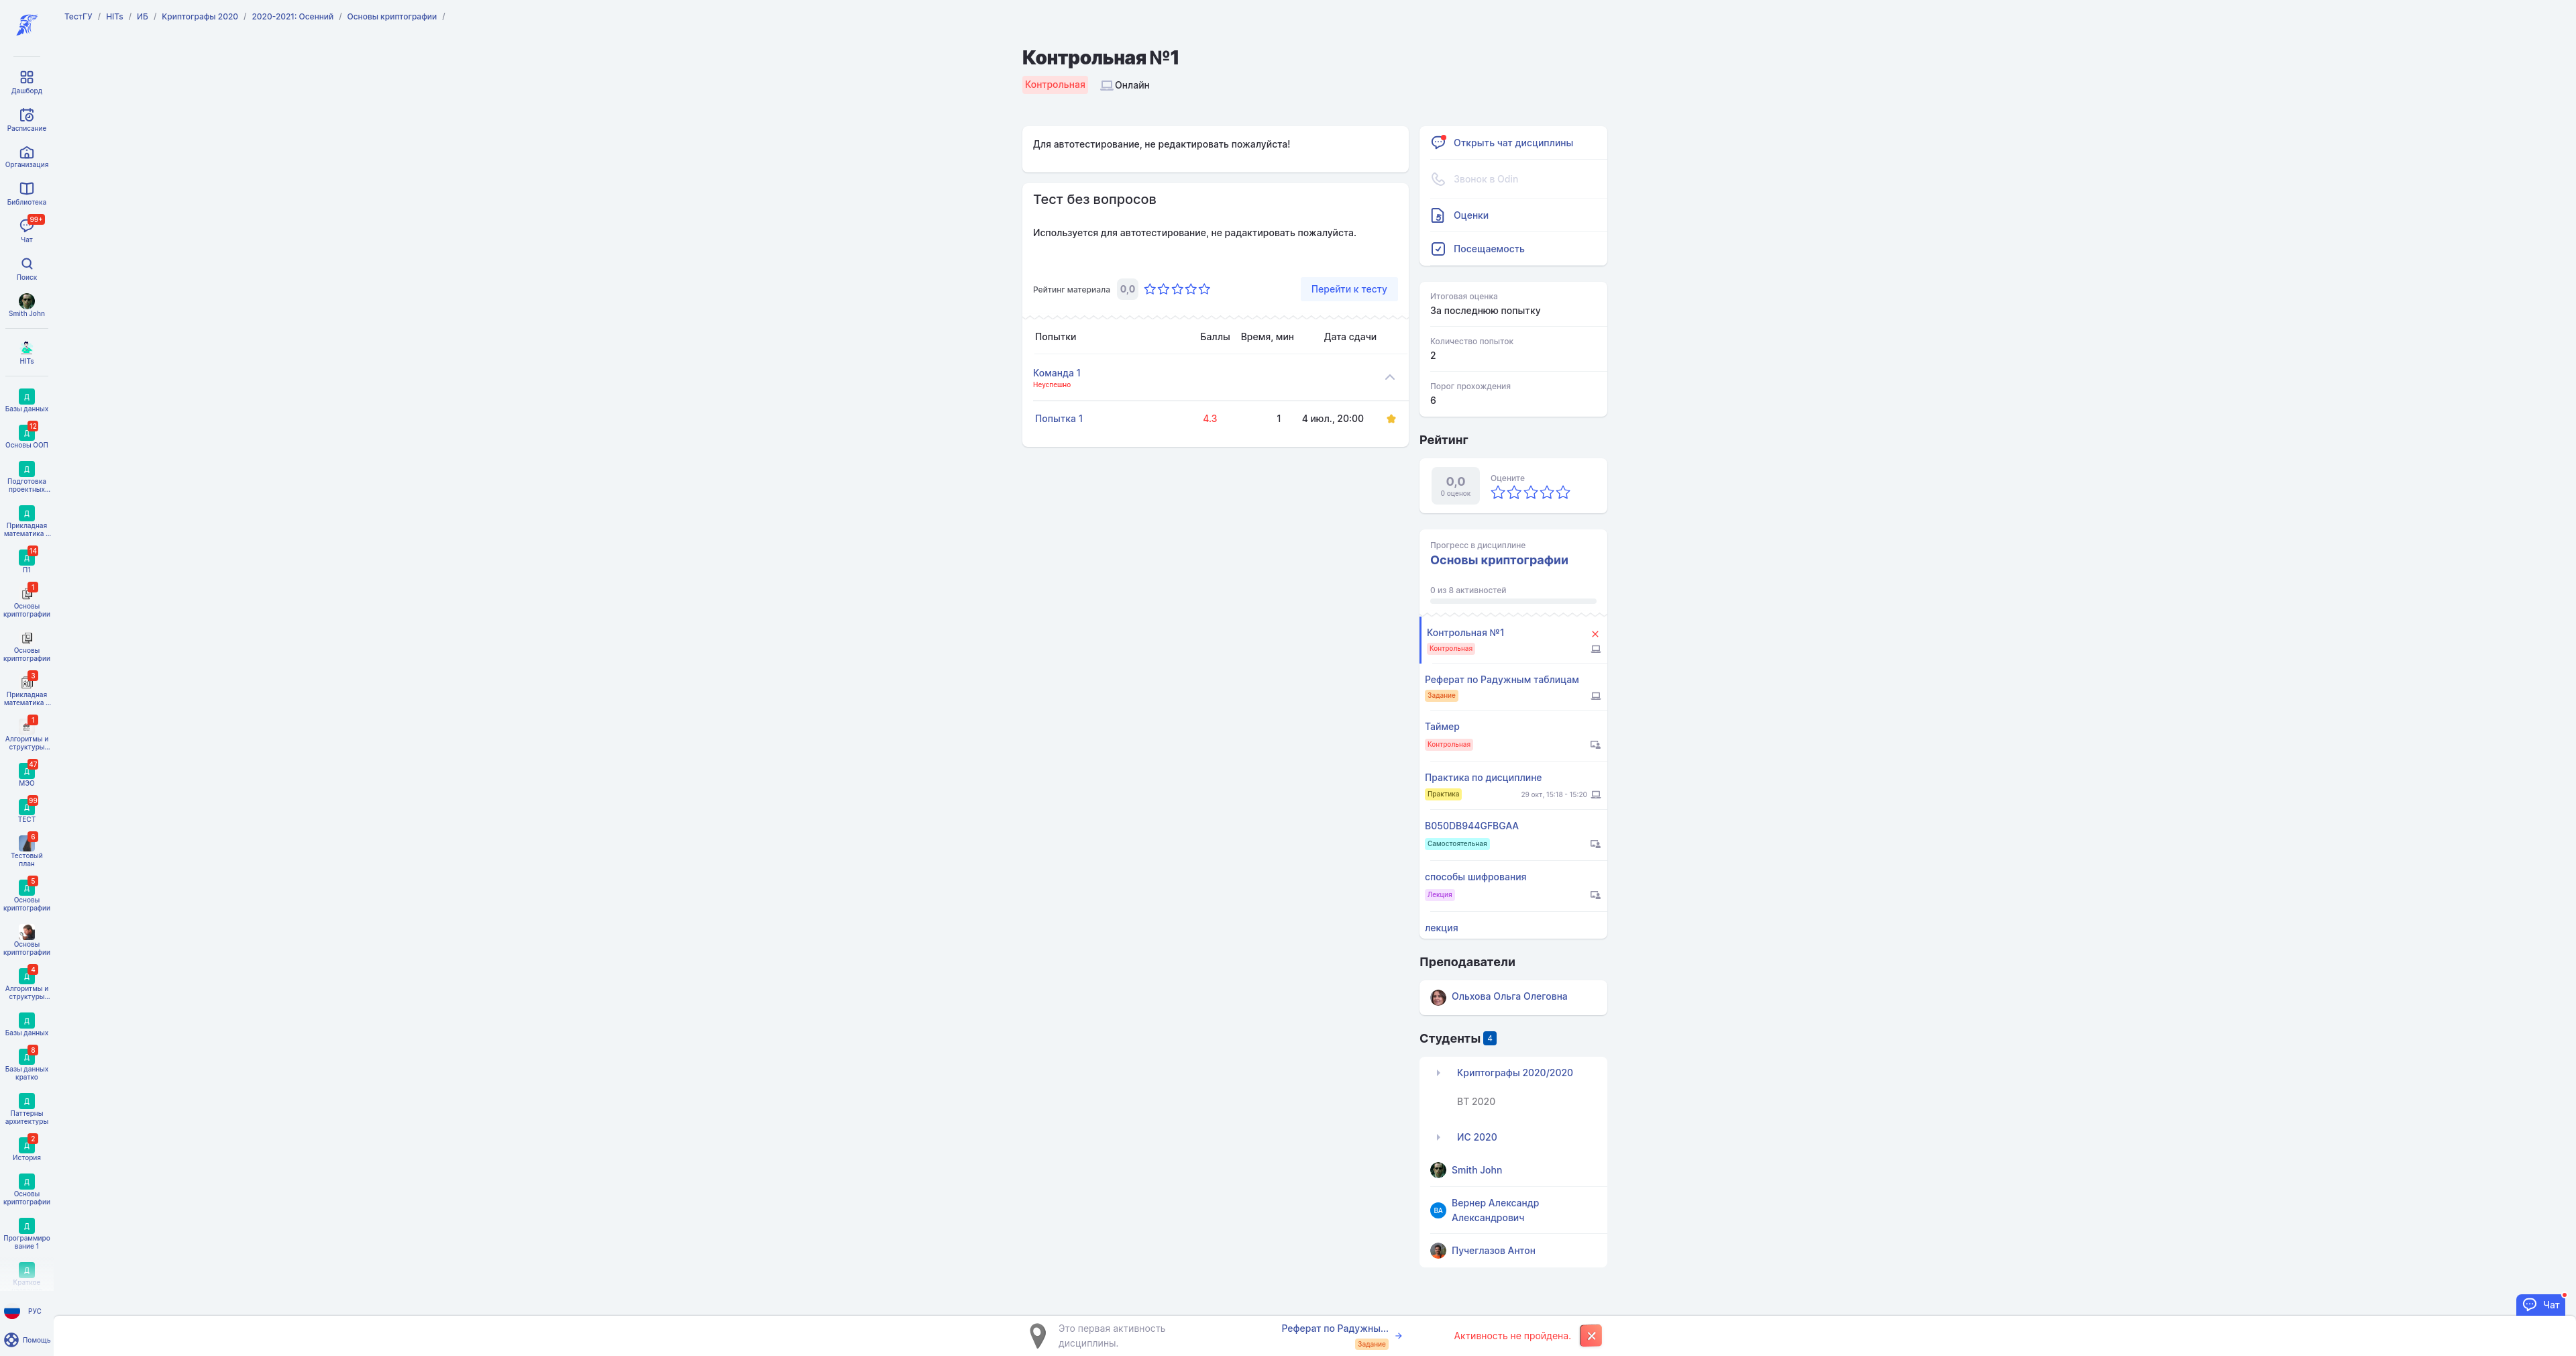 ТестГУ / HITs / ИБ / Криптографы 2020 / 2020-2021: Осенний / Основы криптографии /
Дашборд
Расписание
Организация
Библиотека
99+
Чат
Поиск
Smith John
HITs
Д
Базы данных
12
Д
Основы ООП
Д
Подготовка
проектных...
Д
Прикладная
математика ...
14
Д
П1
1
Основы
криптографии
Основы
криптографии
3
Прикладная
математика ...
1
Алгоритмы и
структуры...
47
Д
МЭО
99
Д
ТЕСТ
6
Тестовый
план
5
Д
Основы
криптографии
Основы
криптографии
4
Д
Алгоритмы и
структуры...
Д
Базы данных
8
Д
Базы данных
кратко
Д
Паттерны
архитектуры
2
Д
История
Д
Основы
криптографии
Д
Программиро
вание 1
Д
Краткое
РУС
Помощь
Контрольная №1
Контрольная
Онлайн
Для автотестирование, не редактировать пожалуйста!
Тест без вопросов
Используется для автотестирование, не радактировать пожалуйста.
Рейтинг материала 0,0
Перейти к тесту
Попытки Баллы Время, мин Дата сдачи
Команда 1
Неуспешно
Попытка 1 4.3 1 4 июл., 20:00
Открыть чат дисциплины
Звонок в Odin
Оценки
Посещаемость
Итоговая оценка
За последнюю попытку
Количество попыток
2
Порог прохождения
6
Рейтинг
0,0
0 оценок
Оцените
Прогресс в дисциплине
Основы криптографии
0 из 8 активностей
Контрольная №1
Контрольная
Реферат по Радужным таблицам
Задание
Таймер
Контрольная
Практика по дисциплине
Практика 29 окт, 15:18 - 15:20
B050DB944GFBGAA
Самостоятельная
способы шифрования
Лекция
лекция
Преподаватели
Ольхова Ольга Олеговна
Студенты 4
Криптографы 2020/2020
ВТ 2020
ИС 2020
Smith John
ВА
Вернер Александр
Александрович
Пучеглазов Антон
Чат
Это первая активность
дисциплины.
Реферат по Радужны...
Задание
Активность не пройдена.